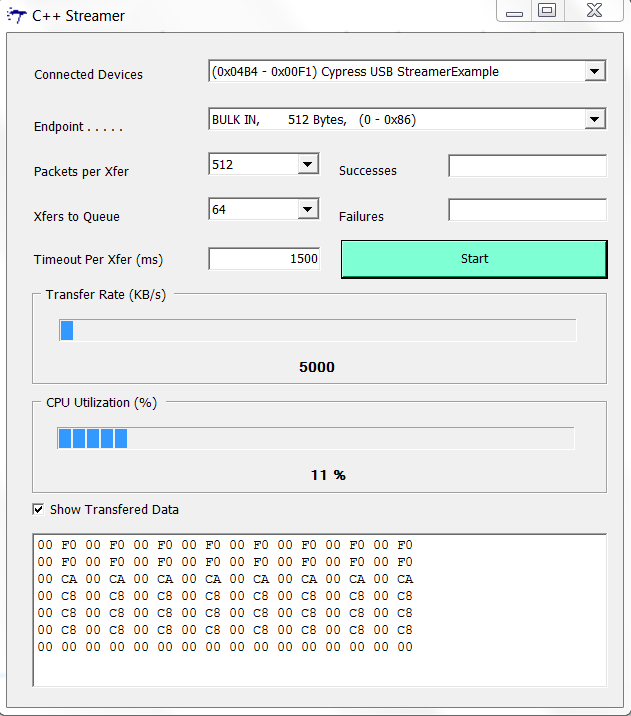 C++ Streamer
Connected Devices (0x04B4 - 0x00F1) Cypress USB StreamerExample
Endpoint . . . . . BULK IN, 512 Bytes, (0 - 0x86)
Packets per Xfer 512 Successes
Xfers to Queue 64 Failures
Timeout Per Xfer (ms) 1500 Start
Transfer Rate (KB/s)
5000
CPU Utilization (%)
11 %
Show Transfered Data
00 F0 00 F0 00 F0 00 F0 00 F0 00 F0 00 F0 00 F0
00 F0 00 F0 00 F0 00 F0 00 F0 00 F0 00 F0 00 F0
00 CA 00 CA 00 CA 00 CA 00 CA 00 CA 00 CA 00 CA
00 C8 00 C8 00 C8 00 C8 00 C8 00 C8 00 C8 00 C8
00 C8 00 C8 00 C8 00 C8 00 C8 00 C8 00 C8 00 C8
00 C8 00 C8 00 C8 00 C8 00 C8 00 C8 00 C8 00 C8
00 00 00 00 00 00 00 00 00 00 00 00 00 00 00 00